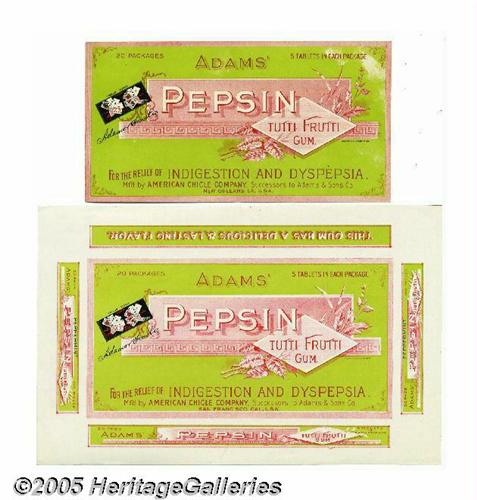 20 PACKAGES
ADAMS'
5 TABLETS IN EACH PACKAGE
PEPSIN
TUTTI FRUTTI
GUM.
FOR THE RELIEF OF INDIGESTION AND DYSPEPSIA.
MFD by AMERICAN CHICLE COMPANY, Successors to Adams & Sons Co.
NEW ORLEANS, LA. U.S.A.
THIS GUM HAS A DELICIOUS & LASTING FLAVOR.
20 PACKAGES
ADAMS'
5 TABLETS IN EACH PACKAGE
PEPSIN
TUTTI FRUTTI
GUM.
FOR THE RELIEF OF INDIGESTION AND DYSPEPSIA.
MFD by AMERICAN CHICLE COMPANY, Successors to Adams & Sons Co.
SAN FRANCISCO, CAL. U.S.A.
ADAMS
PEPSIN
ADAMS
PEPSIN
ADAMS
PEPSIN
TUTTI FRUTTI
©2005 HeritageGalleries